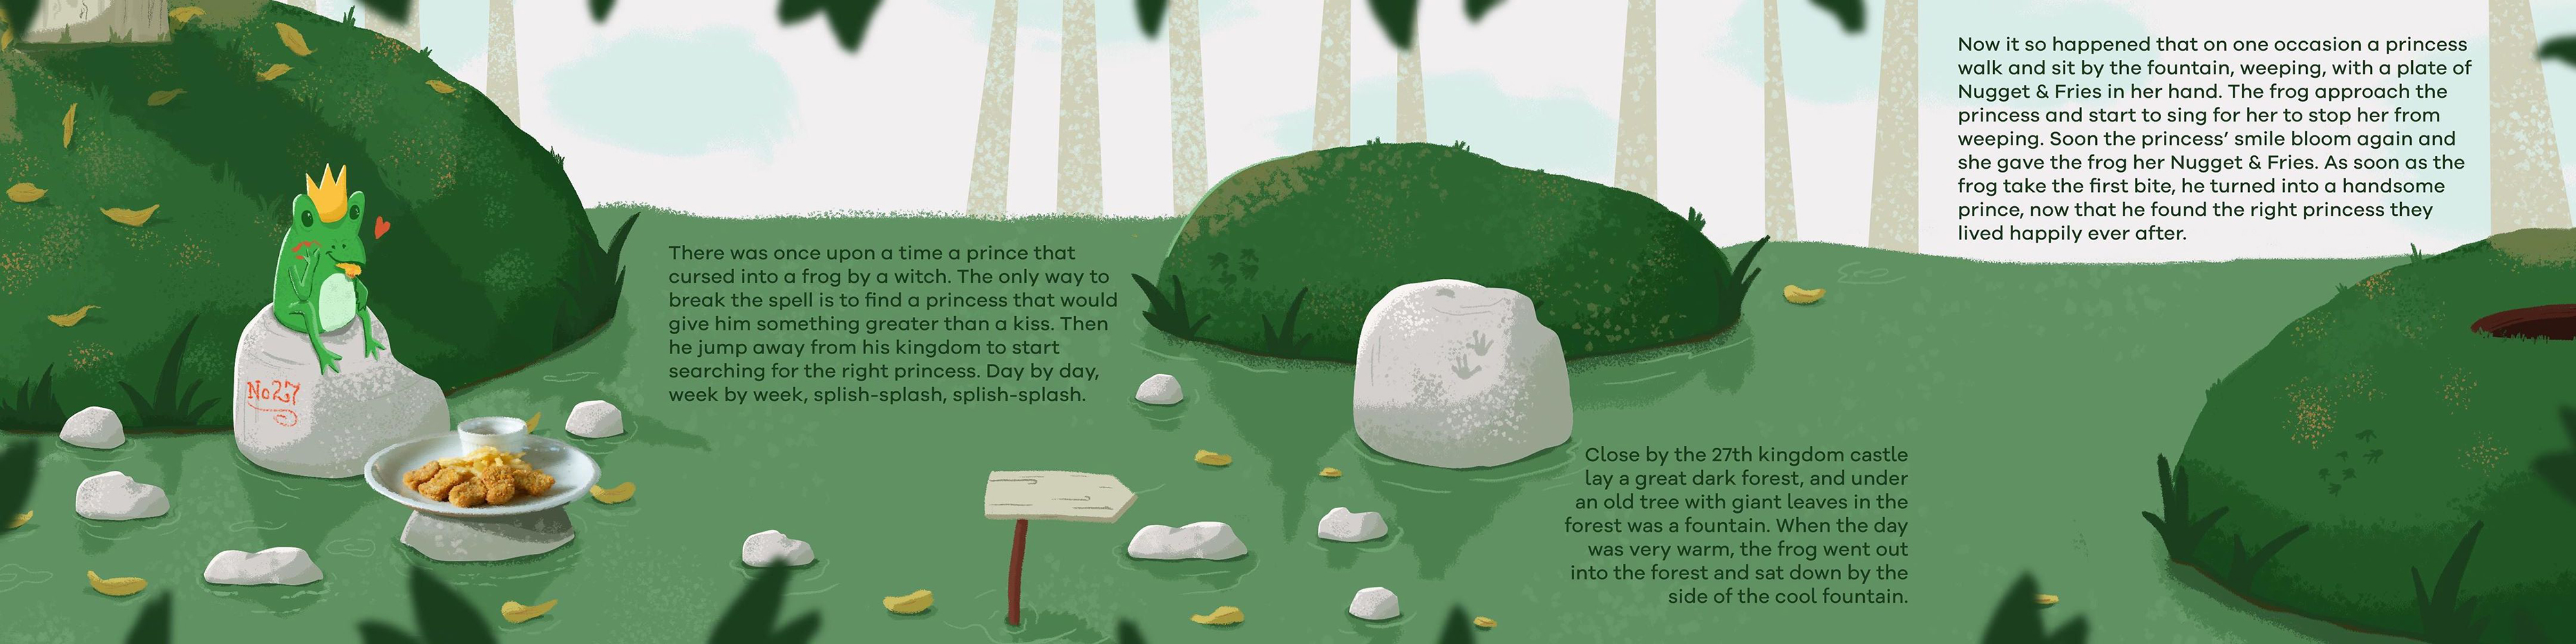 No27
There was once upon a time a prince that
cursed into a frog by a witch. The only way to
break the spell is to find a princess that would
give him something greater than a kiss. Then
he jump away from his kingdom to start
searching for the right princess. Day by day,
week by week, splish-splash, splish-splash.
Close by the 27th kingdom castle
lay a great dark forest, and under
an old tree with giant leaves in the
forest was a fountain. When the day
was very warm, the frog went out
into the forest and sat down by the
side of the cool fountain.
Now it so happened that on one occasion a princess
walk and sit by the fountain, weeping, with a plate of
Nugget & Fries in her hand. The frog approach the
princess and start to sing for her to stop her from
weeping. Soon the princess’ smile bloom again and
she gave the frog her Nugget & Fries. As soon as the
frog take the first bite, he turned into a handsome
prince, now that he found the right princess they
lived happily ever after.